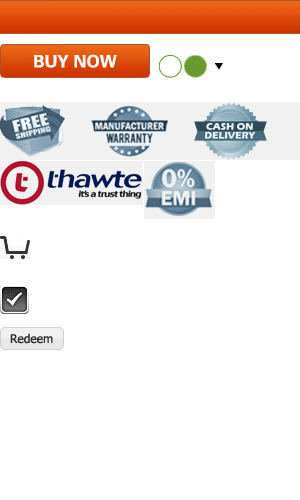 BUY NOW
FREE
SHIPPING
MANUFACTURER
WARRANTY
CASH ON
DELIVERY
thawte
it's a trust thing
0%
EMI
Redeem